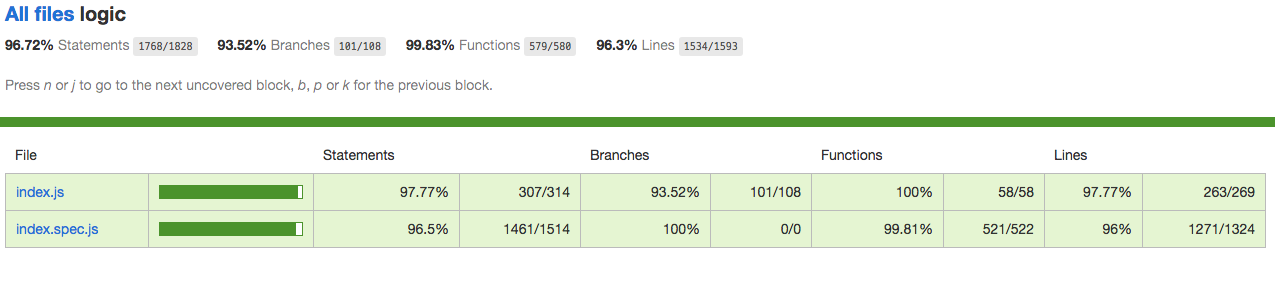 All files logic
96.72% Statements 1768/1828 93.52% Branches 101/108 99.83% Functions 579/580 96.3% Lines 1534/1593
Press n or j to go to the next uncovered block, b, p or k for the previous block.
File Statements Branches Functions Lines
index.js 97.77% 307/314 93.52% 101/108 100% 58/58 97.77% 263/269
index.spec.js 96.5% 1461/1514 100% 0/0 99.81% 521/522 96% 1271/1324